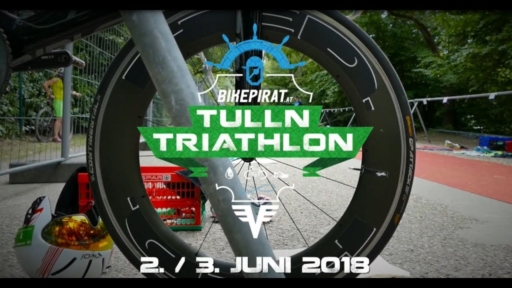 BIKEPIRAT.AT
TULLN
TRIATHLON
2. / 3. JUNI 2018